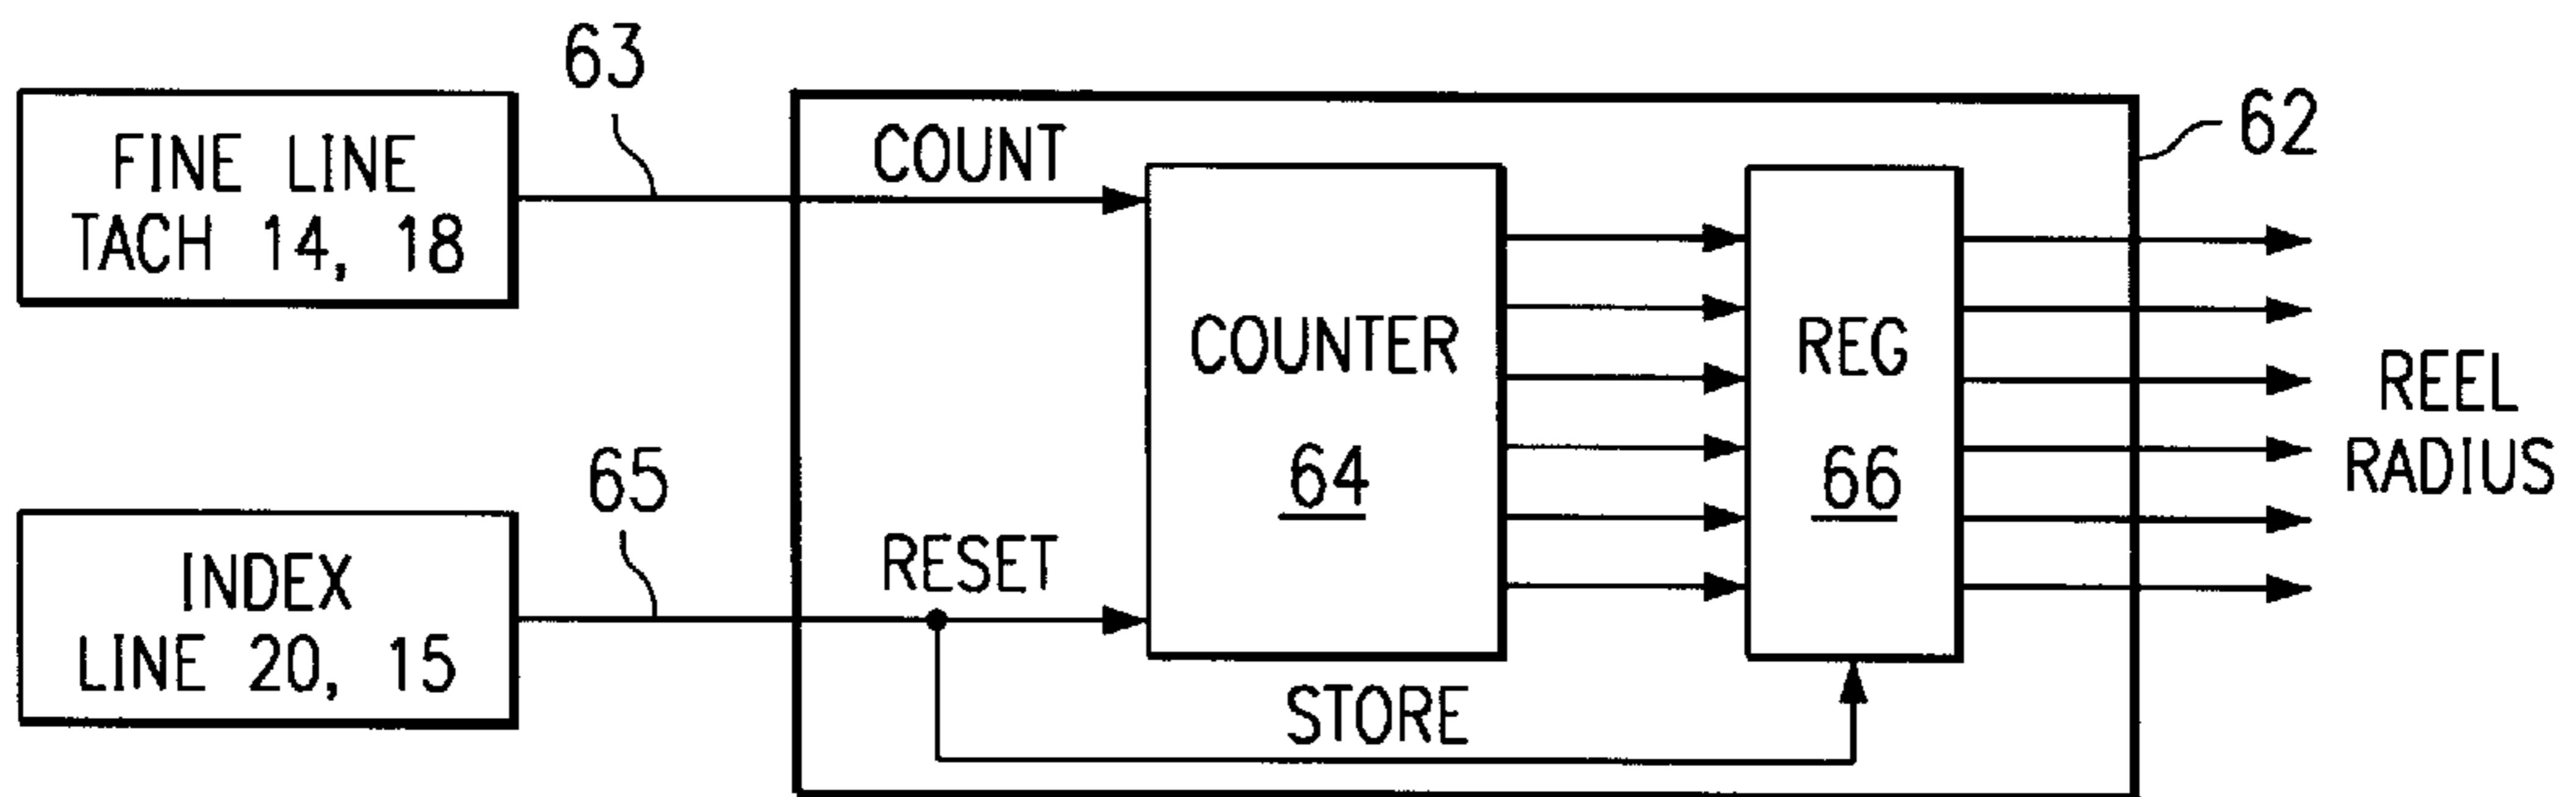 63
FINE LINE
TACH 14, 18
COUNT
62
COUNTER
64
REG
66
REEL
RADIUS
65
INDEX
LINE 20, 15
RESET
STORE